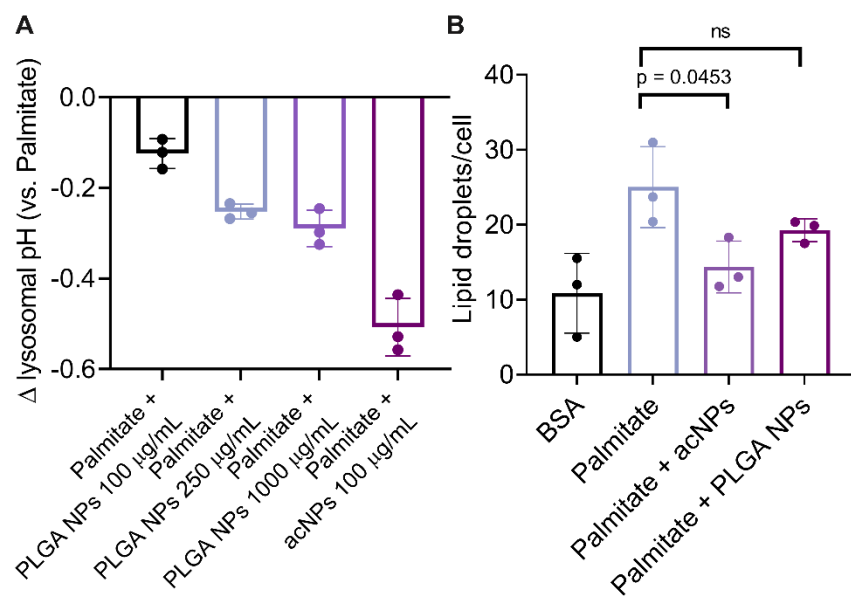 A
Δ lysosomal pH (vs. Palmitate)
0.0
-0.2
-0.4
-0.6
Palmitate +
PLGA NPs 100 μg/mL
Palmitate +
PLGA NPs 250 μg/mL
Palmitate +
PLGA NPs 1000 μg/mL
Palmitate +
acNPs 100 μg/mL
B
ns
p = 0.0453
Lipid droplets/cell
40
30
20
10
0
BSA
Palmitate
Palmitate + acNPs
Palmitate + PLGA NPs